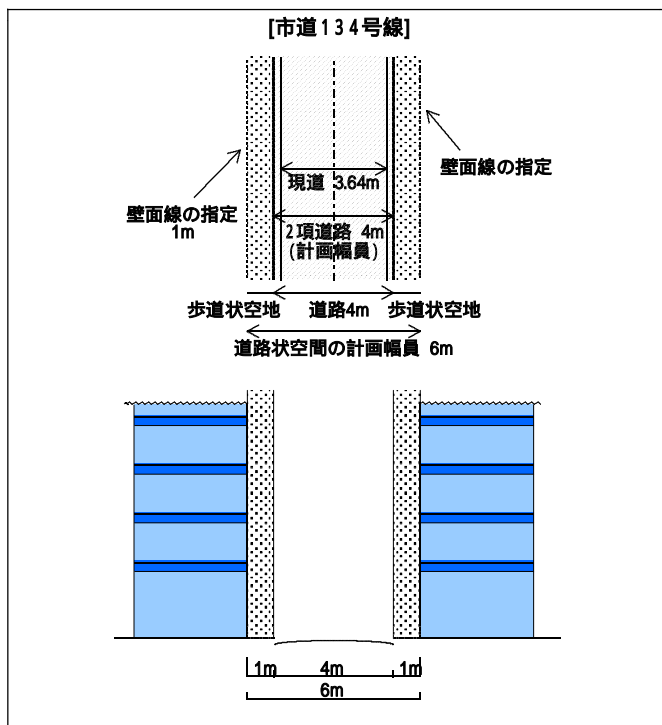 [市道134号線]
壁面線の指定
現道 3.64m
壁面線の指定
1m
2項道路 4m
(計画幅員)
歩道状空地
道路4m
歩道状空地
道路状空間の計画幅員 6m
1m
4m
1m
6m